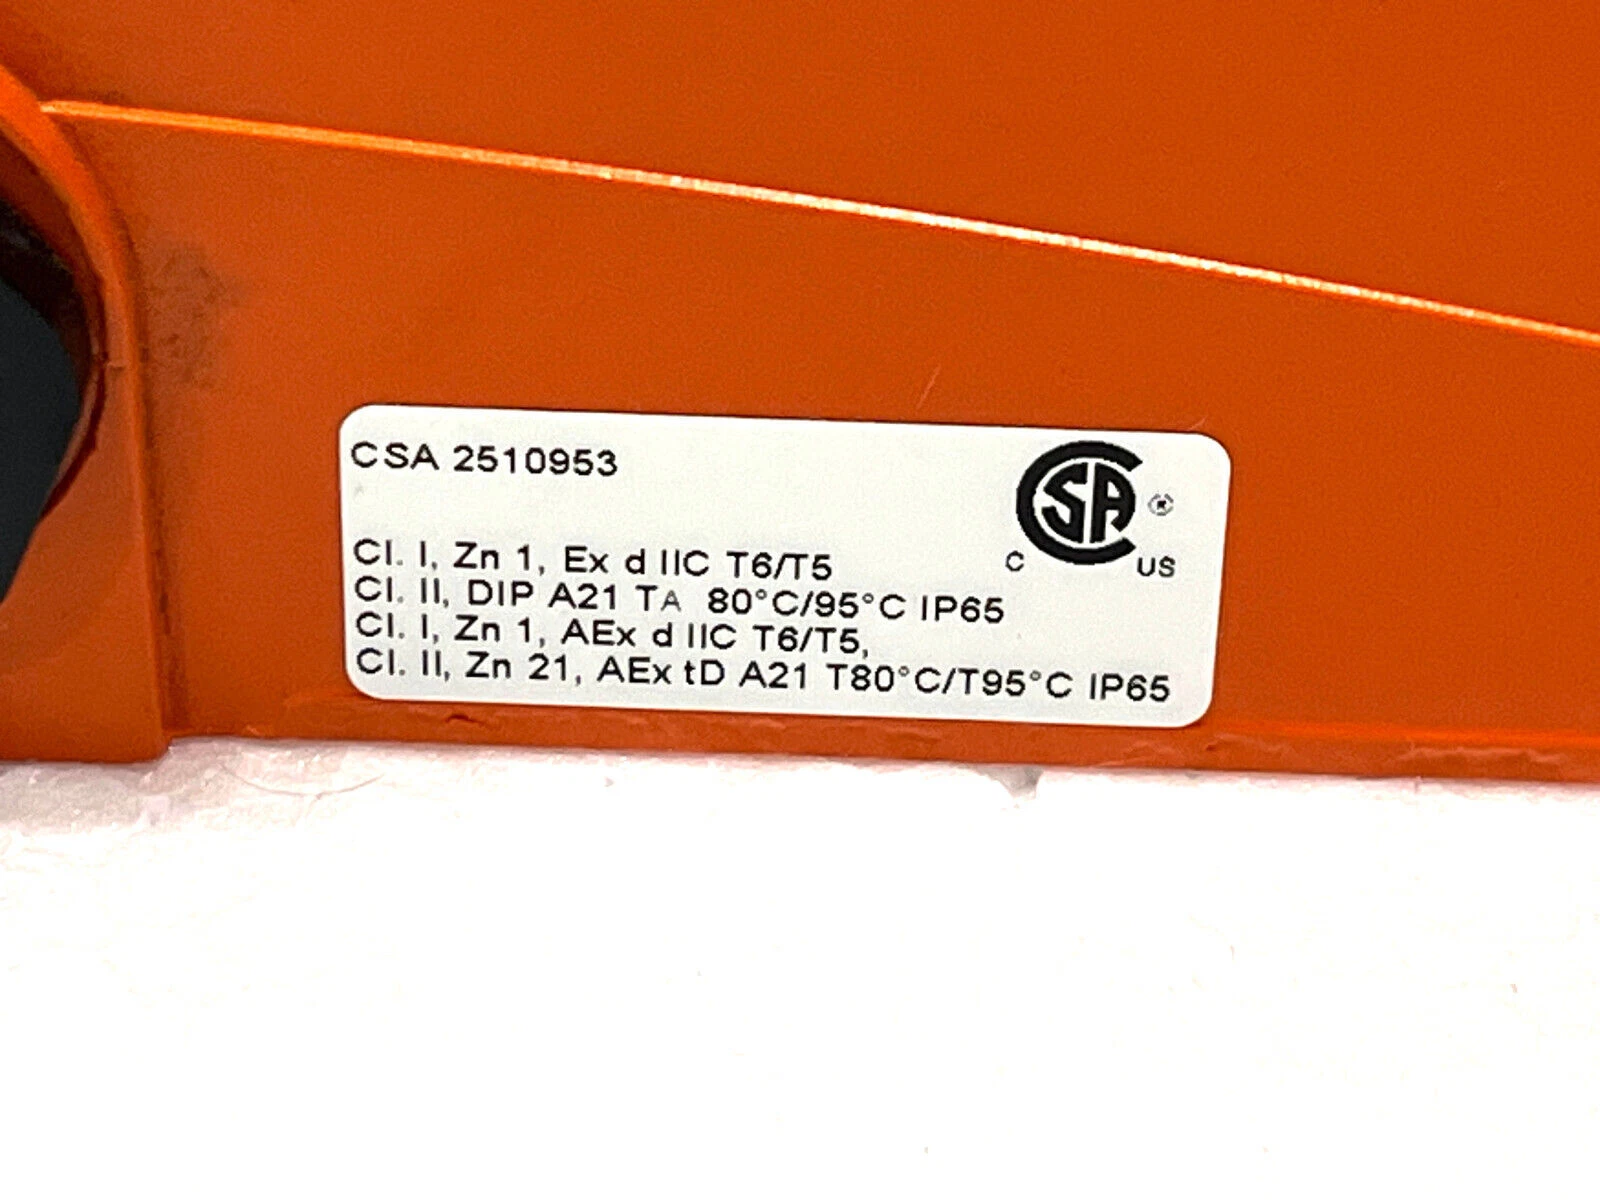 CSA 2510953
CSA ®
C US
Cl. I, Zn 1, Ex d IIC T6/T5
Cl. II, DIP A21 TA 80°C/95°C IP65
Cl. I, Zn 1, AEx d IIC T6/T5,
Cl. II, Zn 21, AEx tD A21 T80°C/T95°C IP65